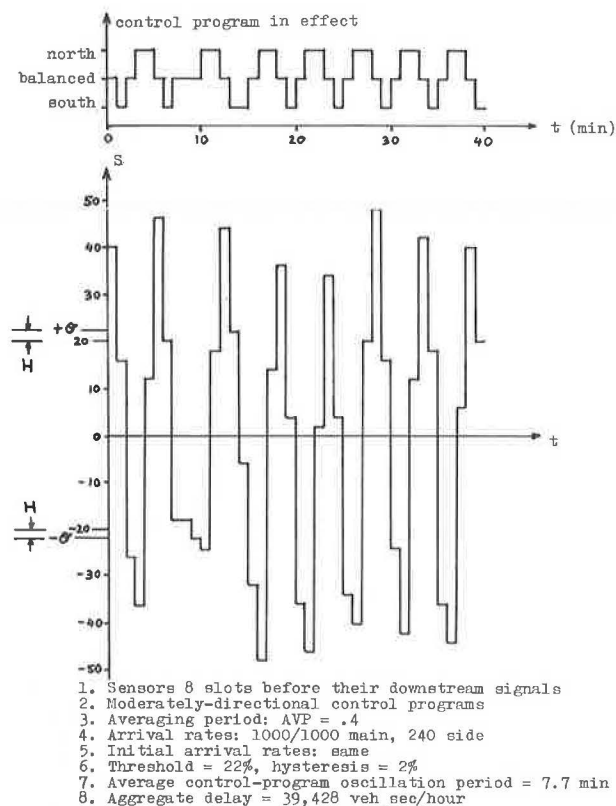 control program in effect
north
balanced
south
0 10 20 30 40
t (min)
S
50
40
30
+σ
20
H
10
0
t
-10
H
-20
-σ
-30
-40
-50
1. Sensors 8 slots before their downstream signals
2. Moderately-directional control programs
3. Averaging period: AVP = .4
4. Arrival rates: 1000/1000 main, 240 side
5. Initial arrival rates: same
6. Threshold = 22%, hysteresis = 2%
7. Average control-program oscillation period = 7.7 min
8. Aggregate delay = 39,428 veh sec/hour